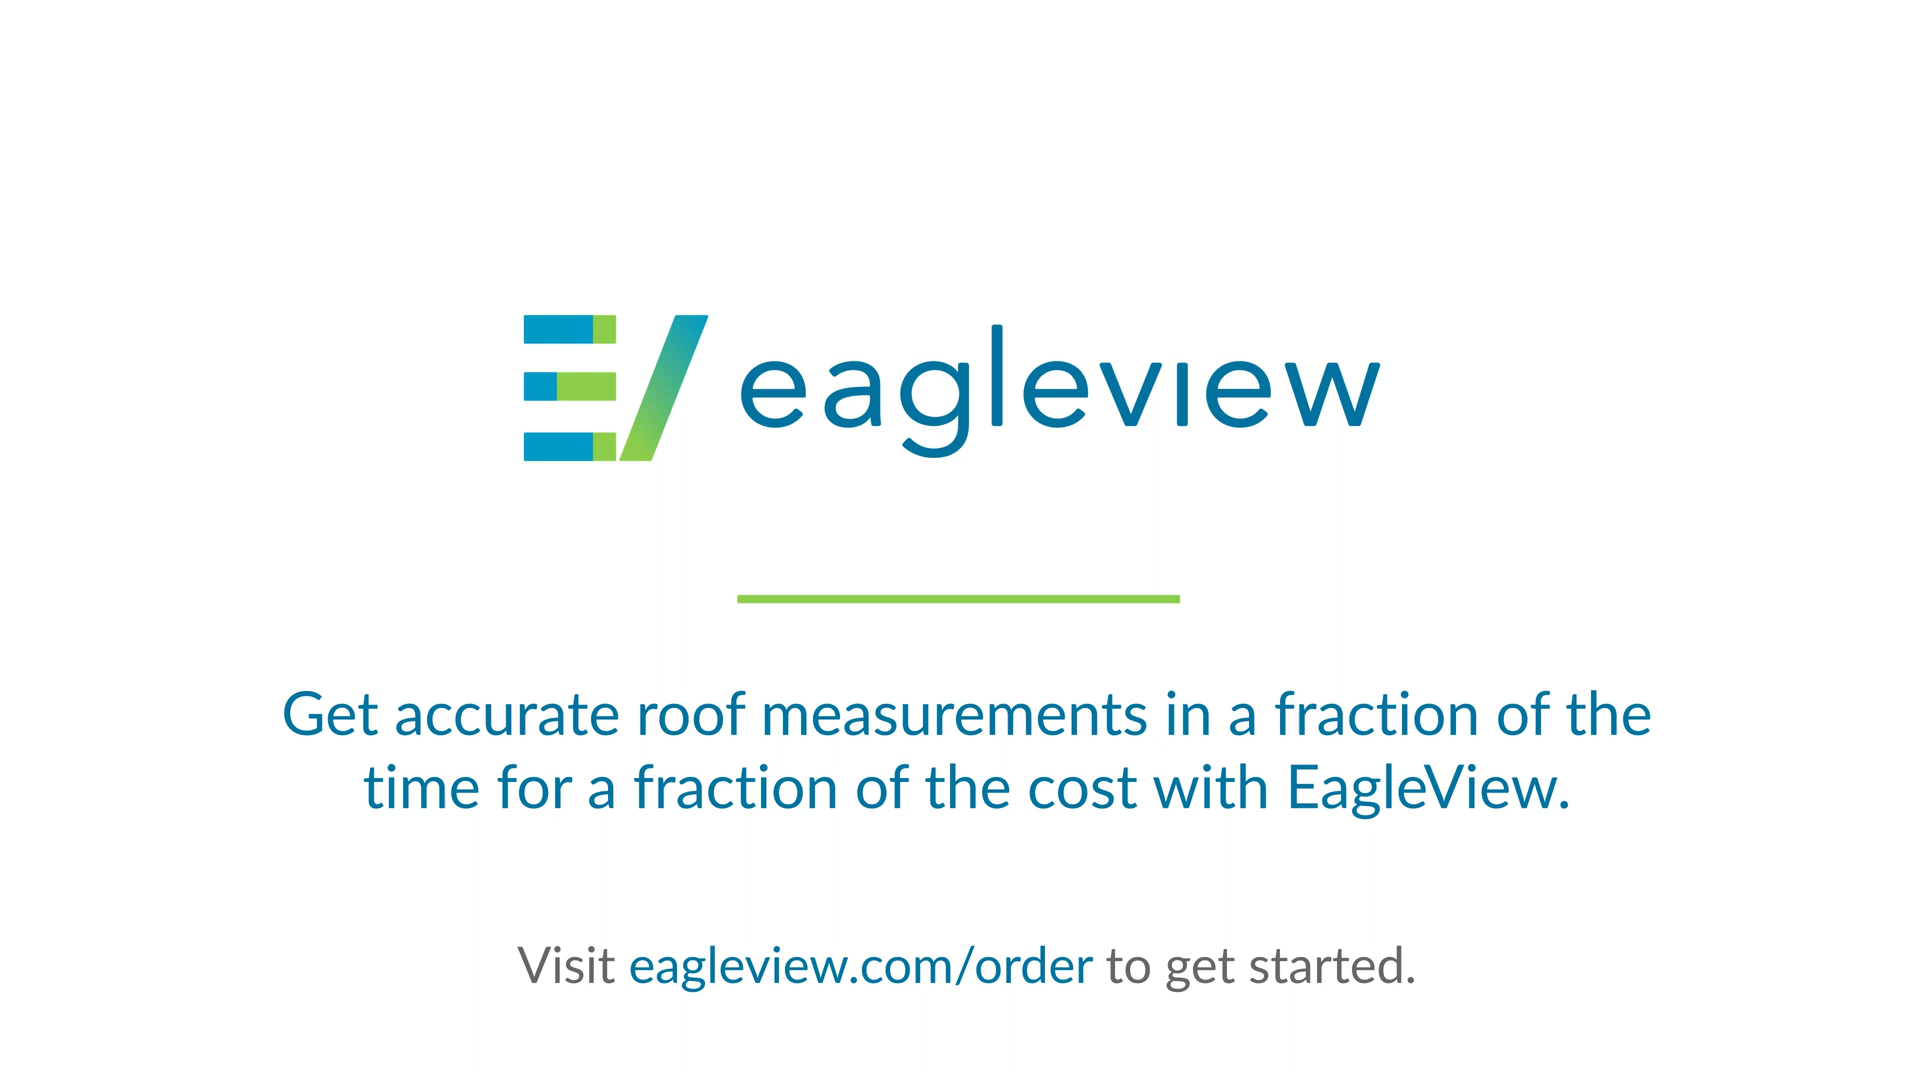 E/ eagleview
Get accurate roof measurements in a fraction of the
time for a fraction of the cost with EagleView.
Visit eagleview.com/order to get started.